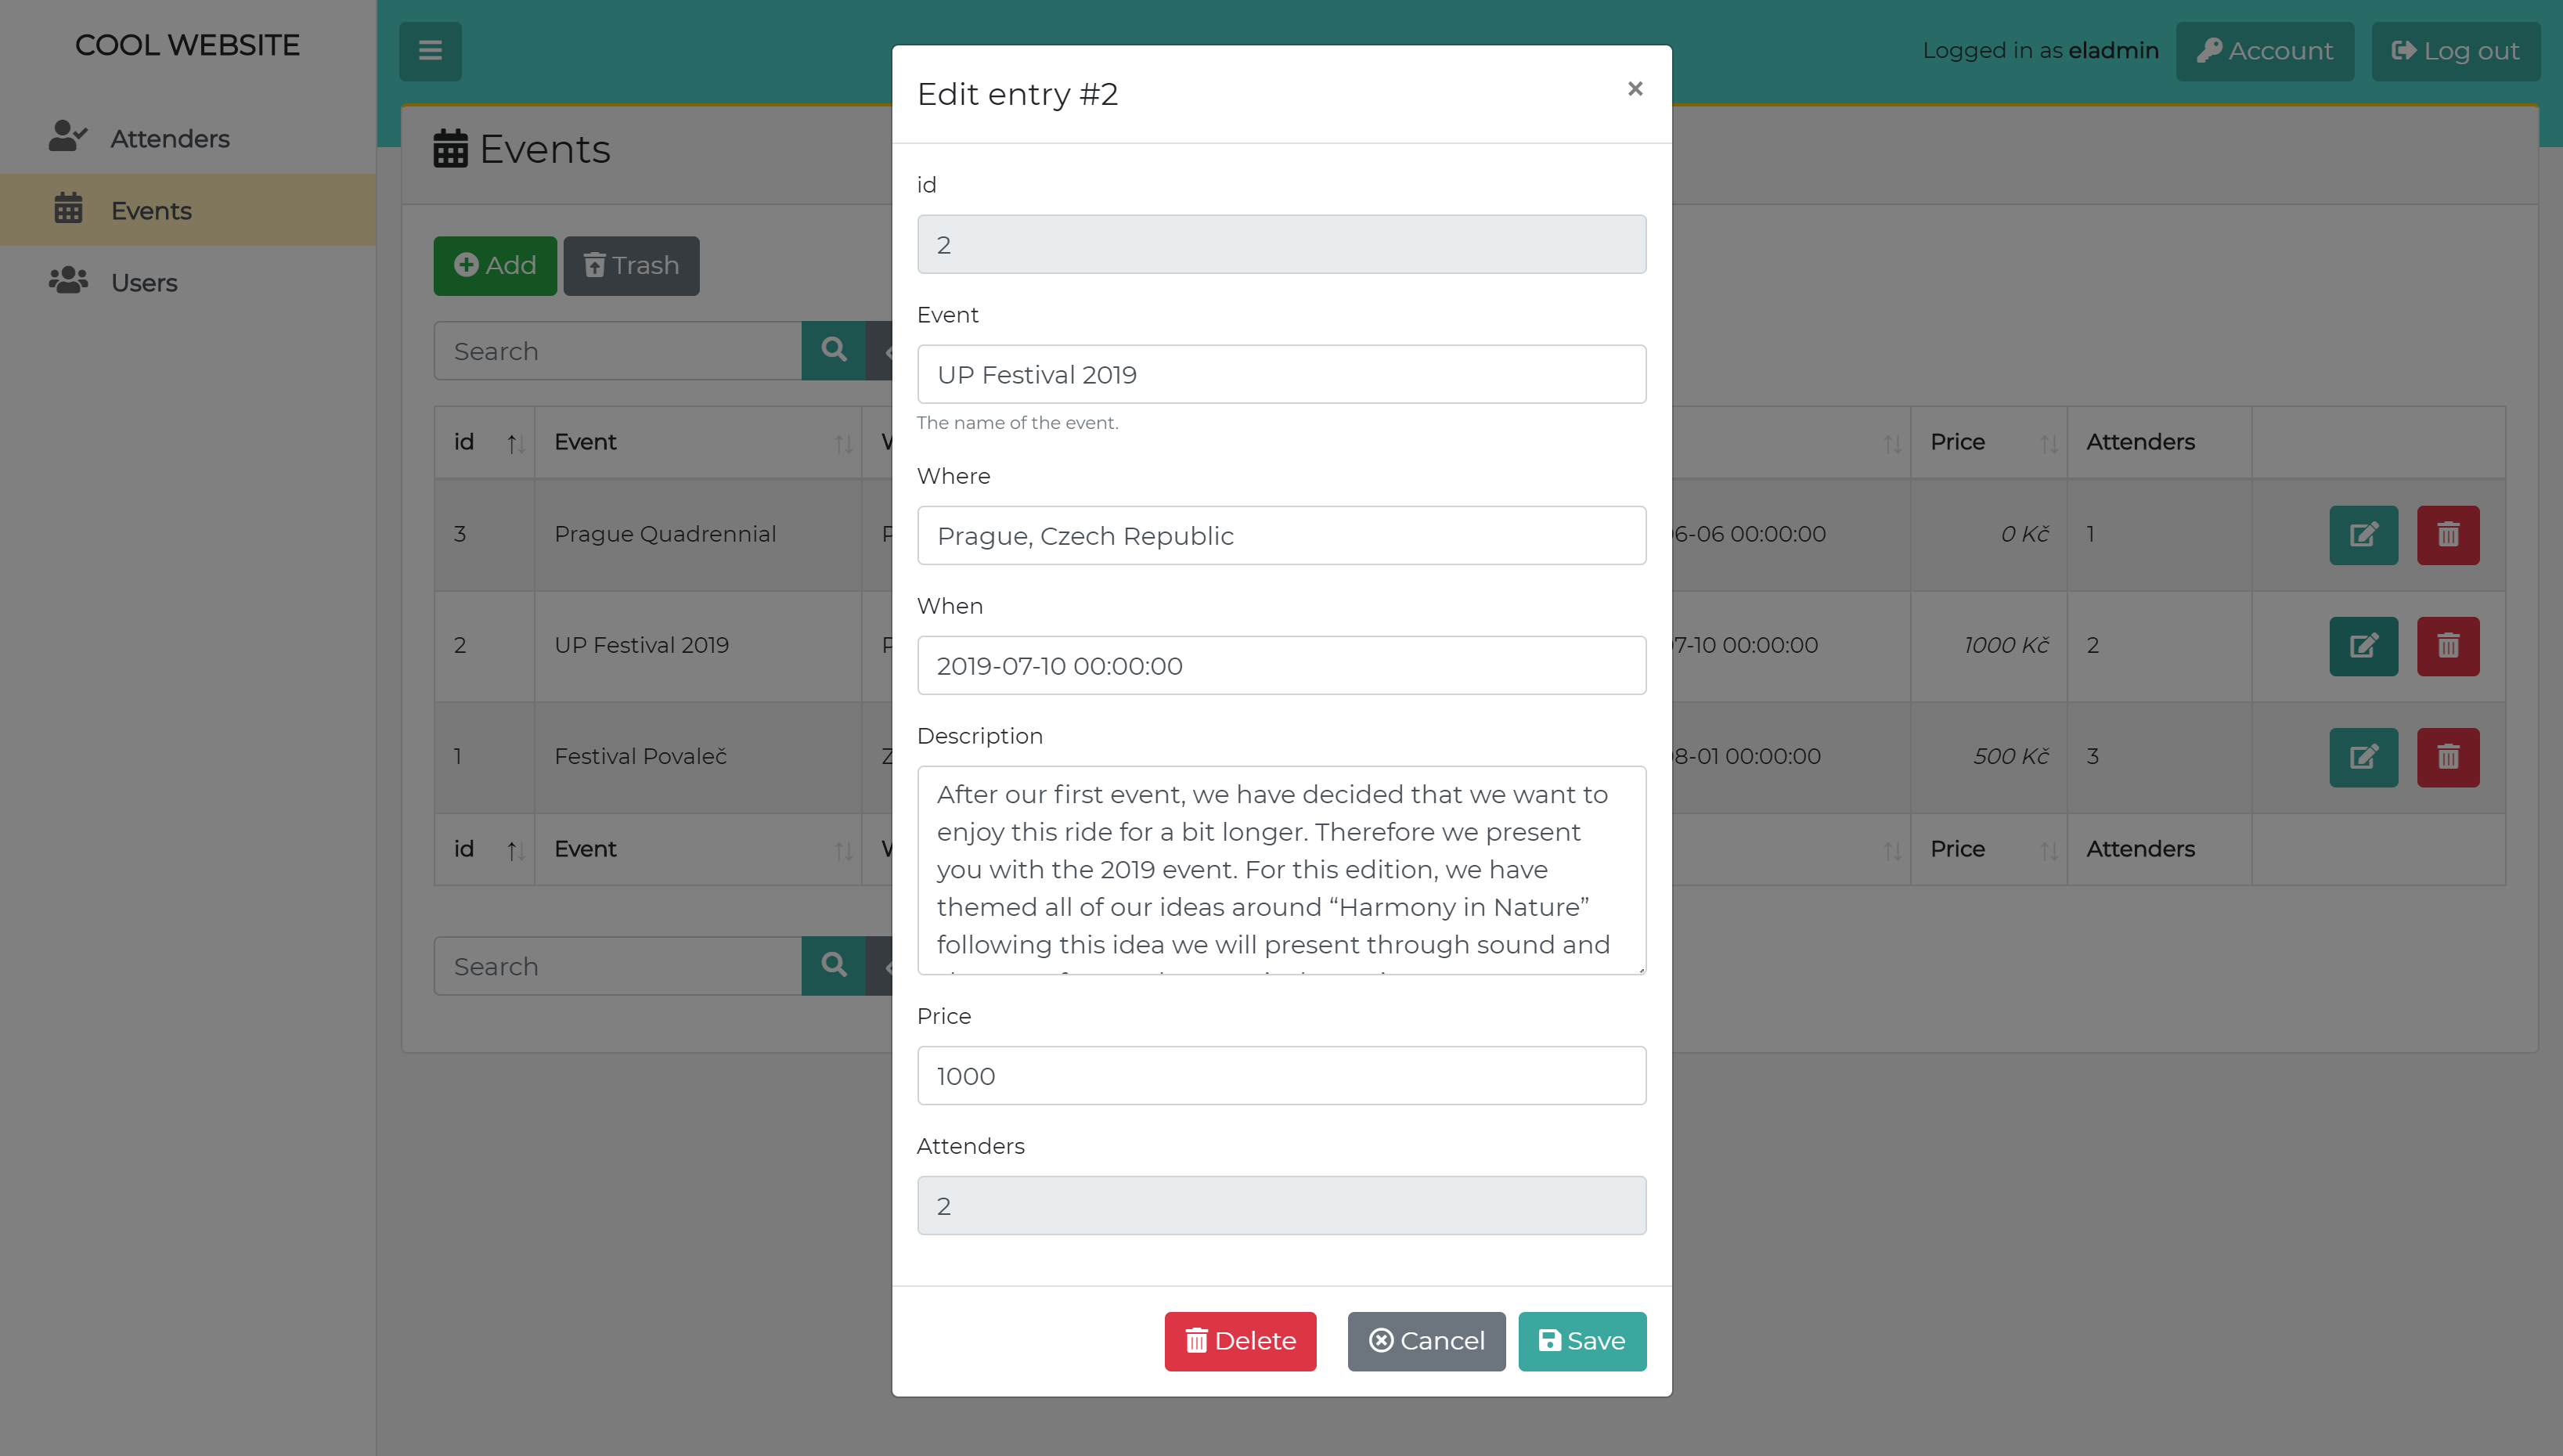 COOL WEBSITE
Attenders
Events
Users
Logged in as eladmin
Account
Log out
Events
Add
Trash
Search
id Event Price Attenders
3 Prague Quadrennial 6-06 00:00:00 0 Kč 1
2 UP Festival 2019 7-10 00:00:00 1000 Kč 2
1 Festival Povaleč 8-01 00:00:00 500 Kč 3
id Event Price Attenders
Search
Edit entry #2
×
id
2
Event
UP Festival 2019
The name of the event.
Where
Prague, Czech Republic
When
2019-07-10 00:00:00
Description
After our first event, we have decided that we want to
enjoy this ride for a bit longer. Therefore we present
you with the 2019 event. For this edition, we have
themed all of our ideas around “Harmony in Nature”
following this idea we will present through sound and
Price
1000
Attenders
2
Delete
Cancel
Save